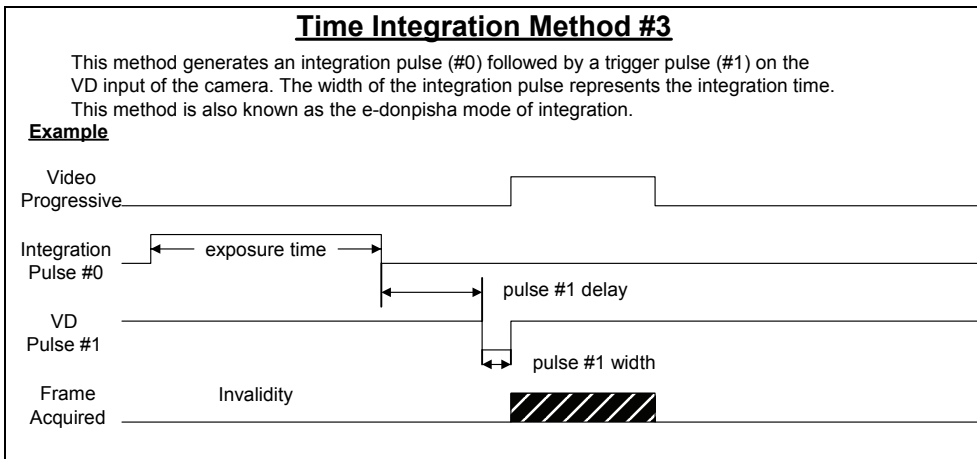 Time Integration Method #3
This method generates an integration pulse (#0) followed by a trigger pulse (#1) on the
VD input of the camera. The width of the integration pulse represents the integration time.
This method is also known as the e-donpisha mode of integration.
Example
Video
Progressive
Integration
Pulse #0
exposure time
pulse #1 delay
VD
Pulse #1
pulse #1 width
Frame
Acquired
Invalidity